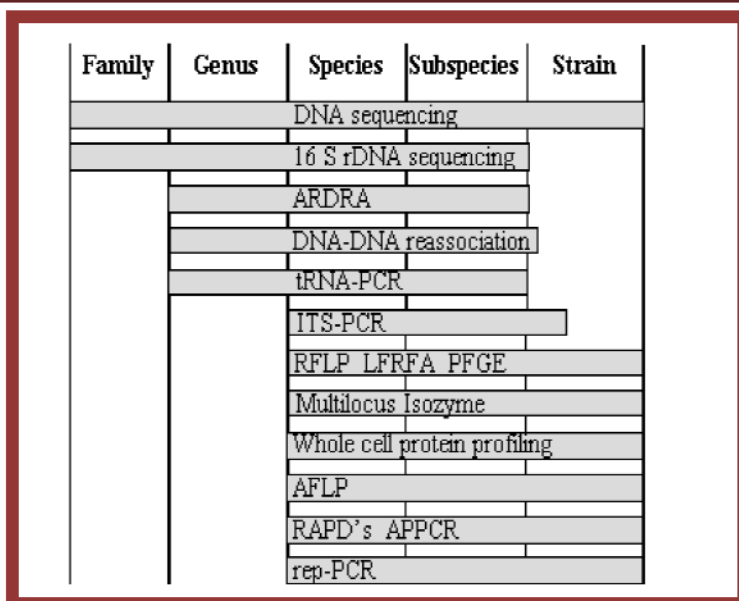 Family Genus Species Subspecies Strain
DNA sequencing
16 S rDNA sequencing
ARDRA
DNA-DNA reassociation
tRNA-PCR
ITS-PCR
RFLP LFRFA PFGE
Multilocus Isozyme
Whole cell protein profiling
AFLP
RAPD's APPCR
rep-PCR